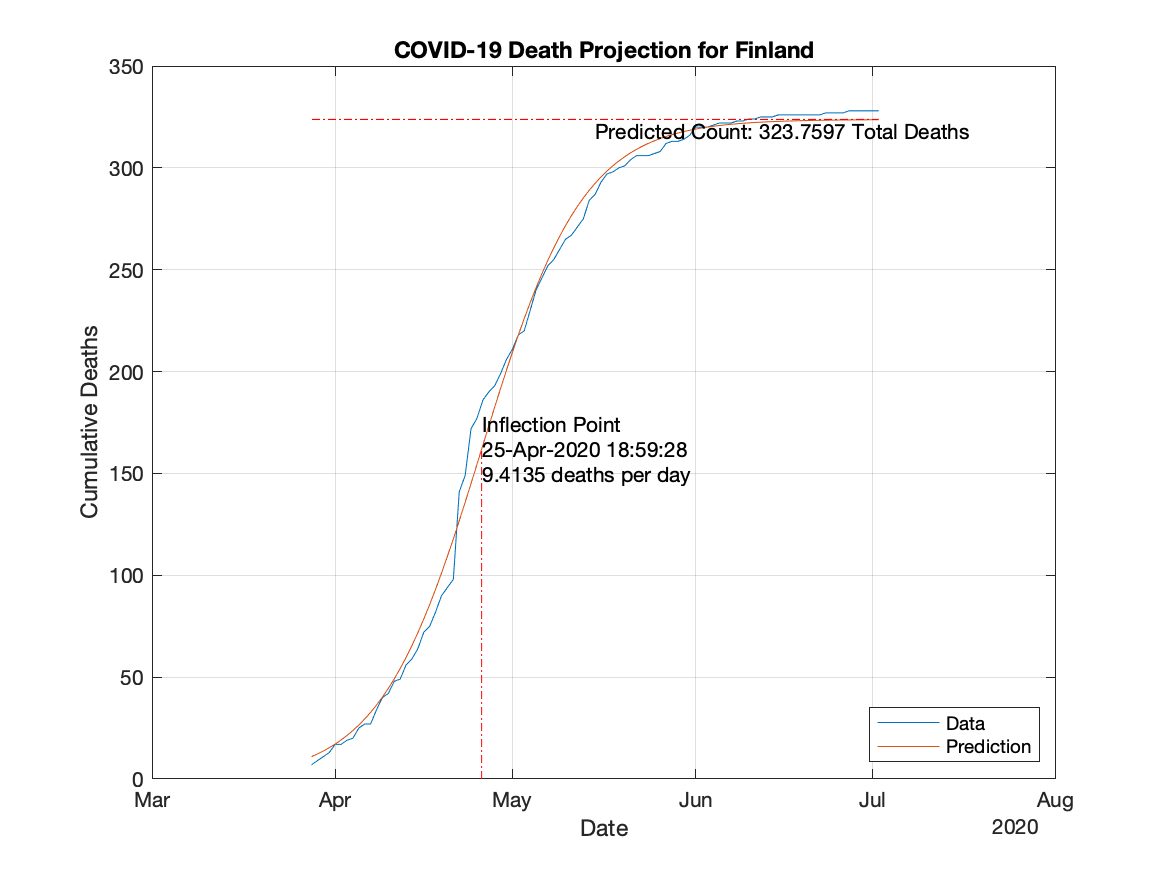 COVID-19 Death Projection for Finland
350
300
250
200
150
100
50
0
Cumulative Deaths
Predicted Count: 323.7597 Total Deaths
Inflection Point
25-Apr-2020 18:59:28
9.4135 deaths per day
Data
Prediction
Mar Apr May Jun Jul Aug
Date
2020